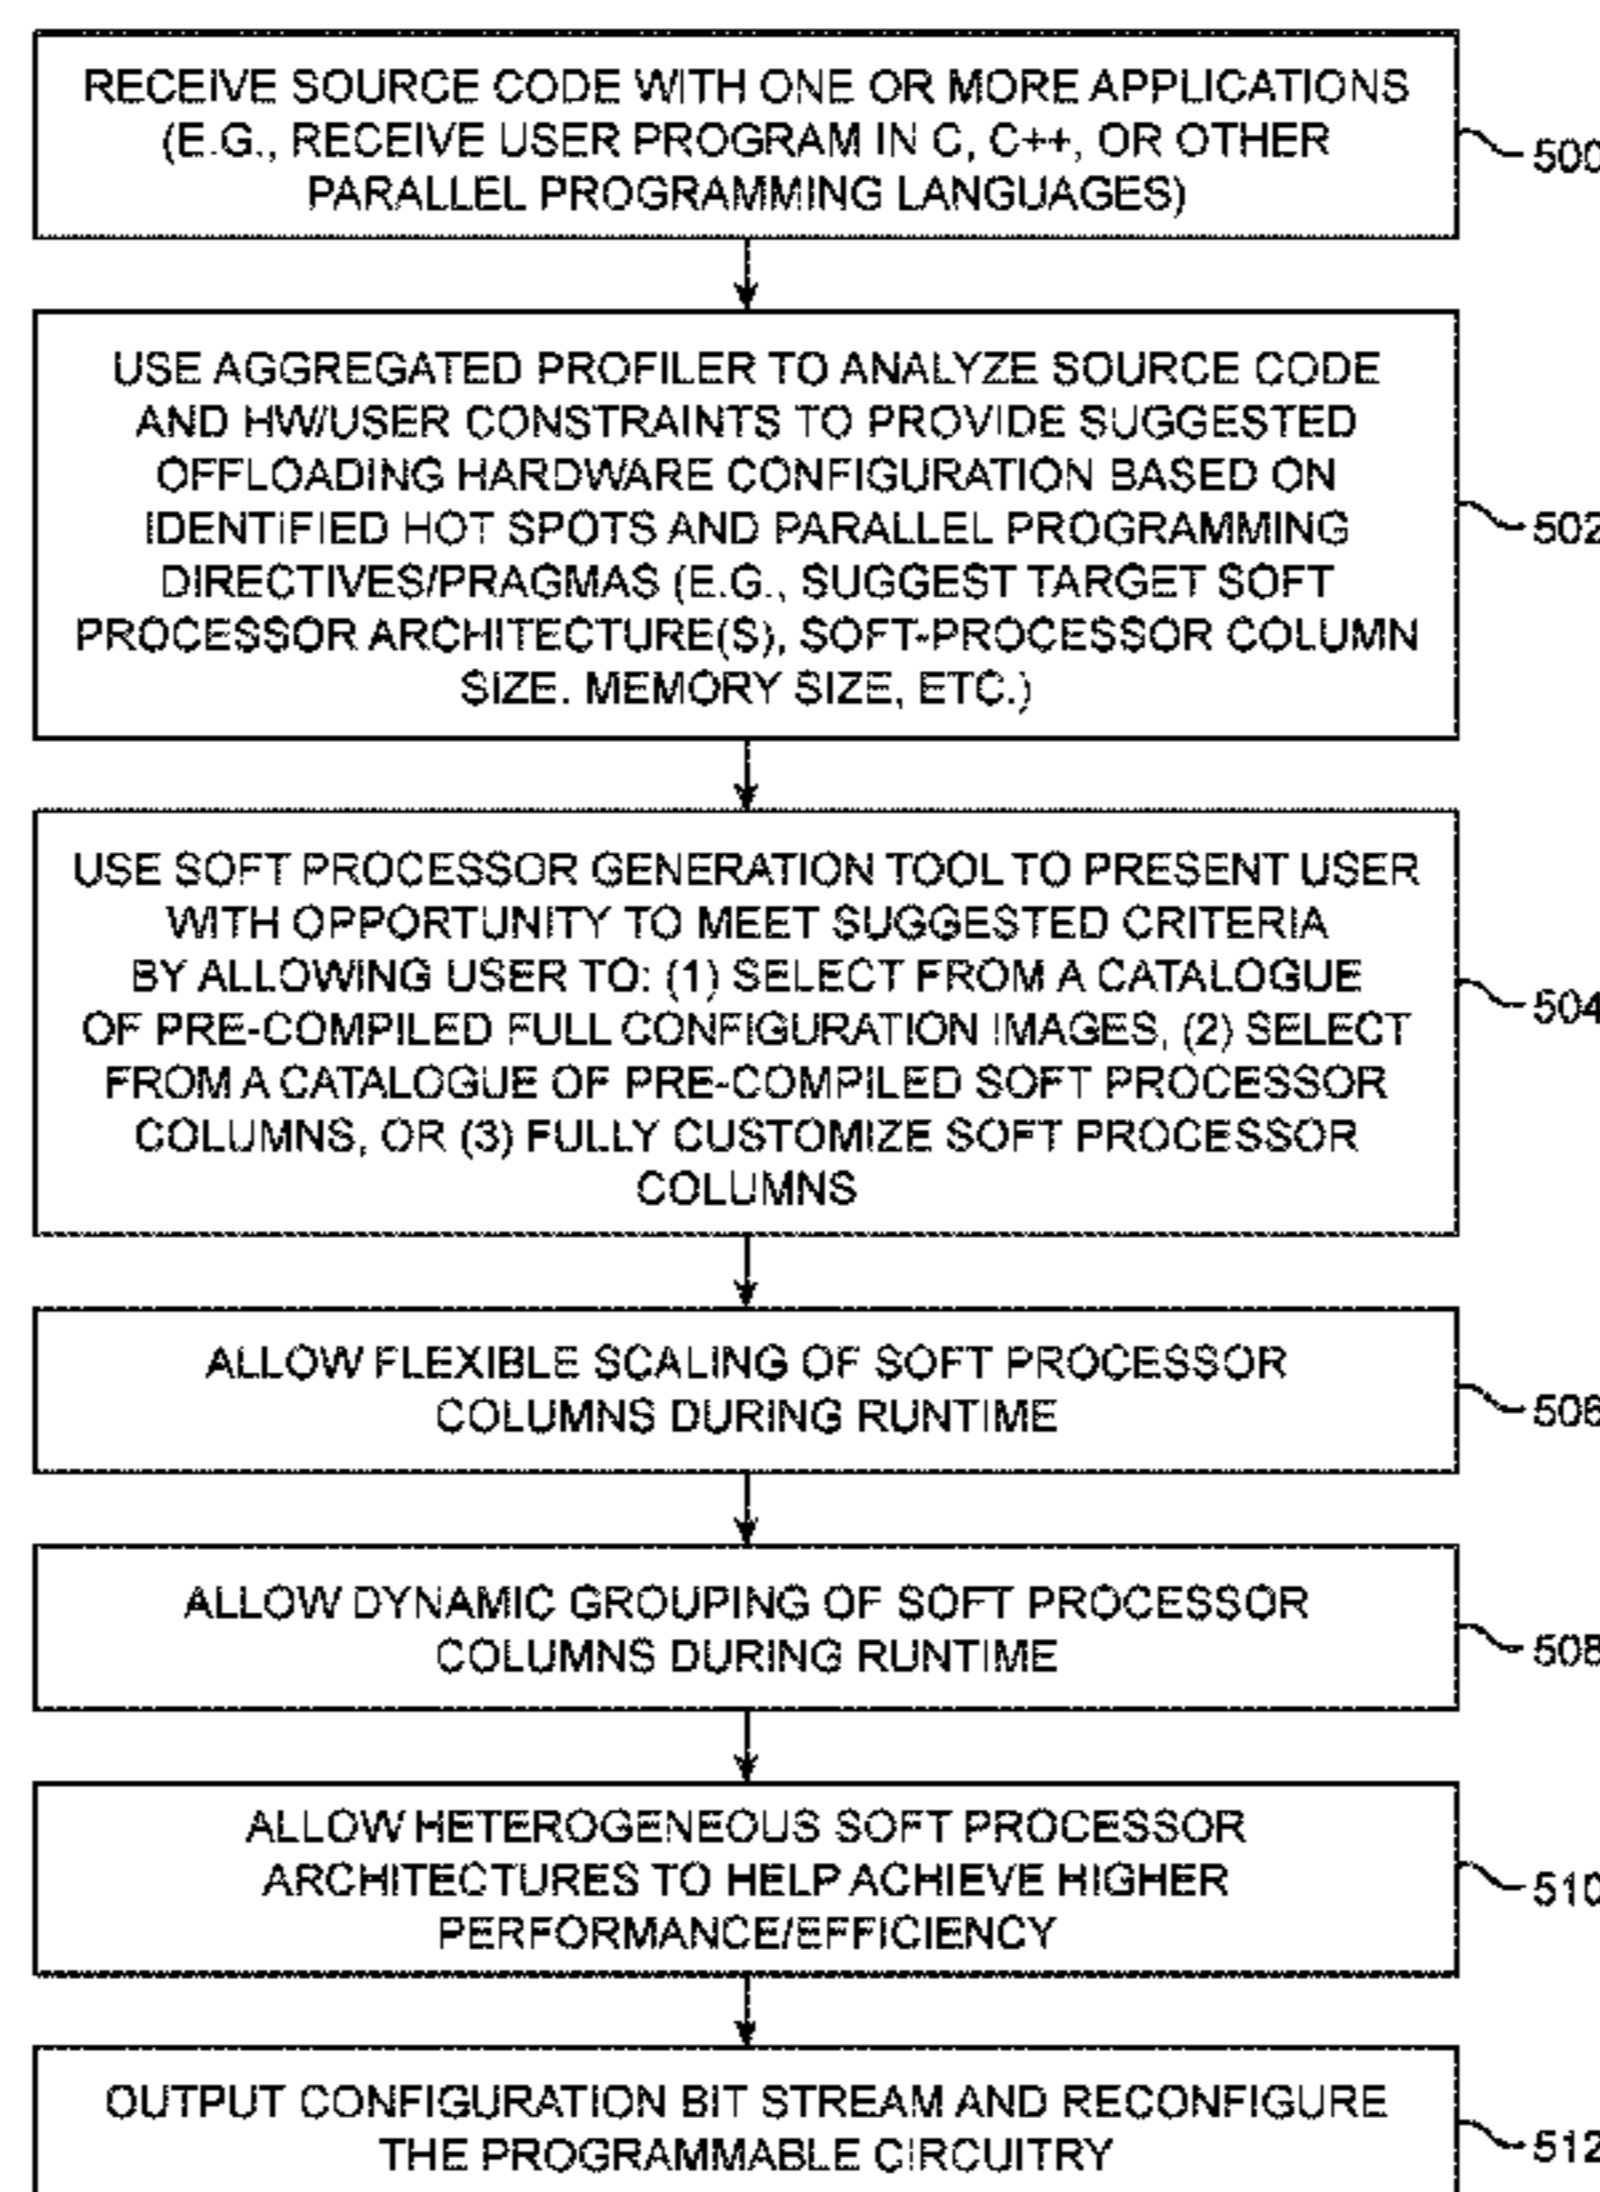 RECEIVE SOURCE CODE WITH ONE OR MORE APPLICATIONS
(E.G., RECEIVE USER PROGRAM IN C, C++, OR OTHER
PARALLEL PROGRAMMING LANGUAGES)
500
USE AGGREGATED PROFILER TO ANALYZE SOURCE CODE
AND HW/USER CONSTRAINTS TO PROVIDE SUGGESTED
OFFLOADING HARDWARE CONFIGURATION BASED ON
IDENTIFIED HOT SPOTS AND PARALLEL PROGRAMMING
DIRECTIVES/PRAGMAS (E.G., SUGGEST TARGET SOFT
PROCESSOR ARCHITECTURE(S), SOFT-PROCESSOR COLUMN
SIZE. MEMORY SIZE, ETC.)
502
USE SOFT PROCESSOR GENERATION TOOL TO PRESENT USER
WITH OPPORTUNITY TO MEET SUGGESTED CRITERIA
BY ALLOWING USER TO: (1) SELECT FROM A CATALOGUE
OF PRE-COMPILED FULL CONFIGURATION IMAGES, (2) SELECT
FROM A CATALOGUE OF PRE-COMPILED SOFT PROCESSOR
COLUMNS, OR (3) FULLY CUSTOMIZE SOFT PROCESSOR
COLUMNS
504
ALLOW FLEXIBLE SCALING OF SOFT PROCESSOR
COLUMNS DURING RUNTIME
506
ALLOW DYNAMIC GROUPING OF SOFT PROCESSOR
COLUMNS DURING RUNTIME
508
ALLOW HETEROGENEOUS SOFT PROCESSOR
ARCHITECTURES TO HELP ACHIEVE HIGHER
PERFORMANCE/EFFICIENCY
510
OUTPUT CONFIGURATION BIT STREAM AND RECONFIGURE
THE PROGRAMMABLE CIRCUITRY
512